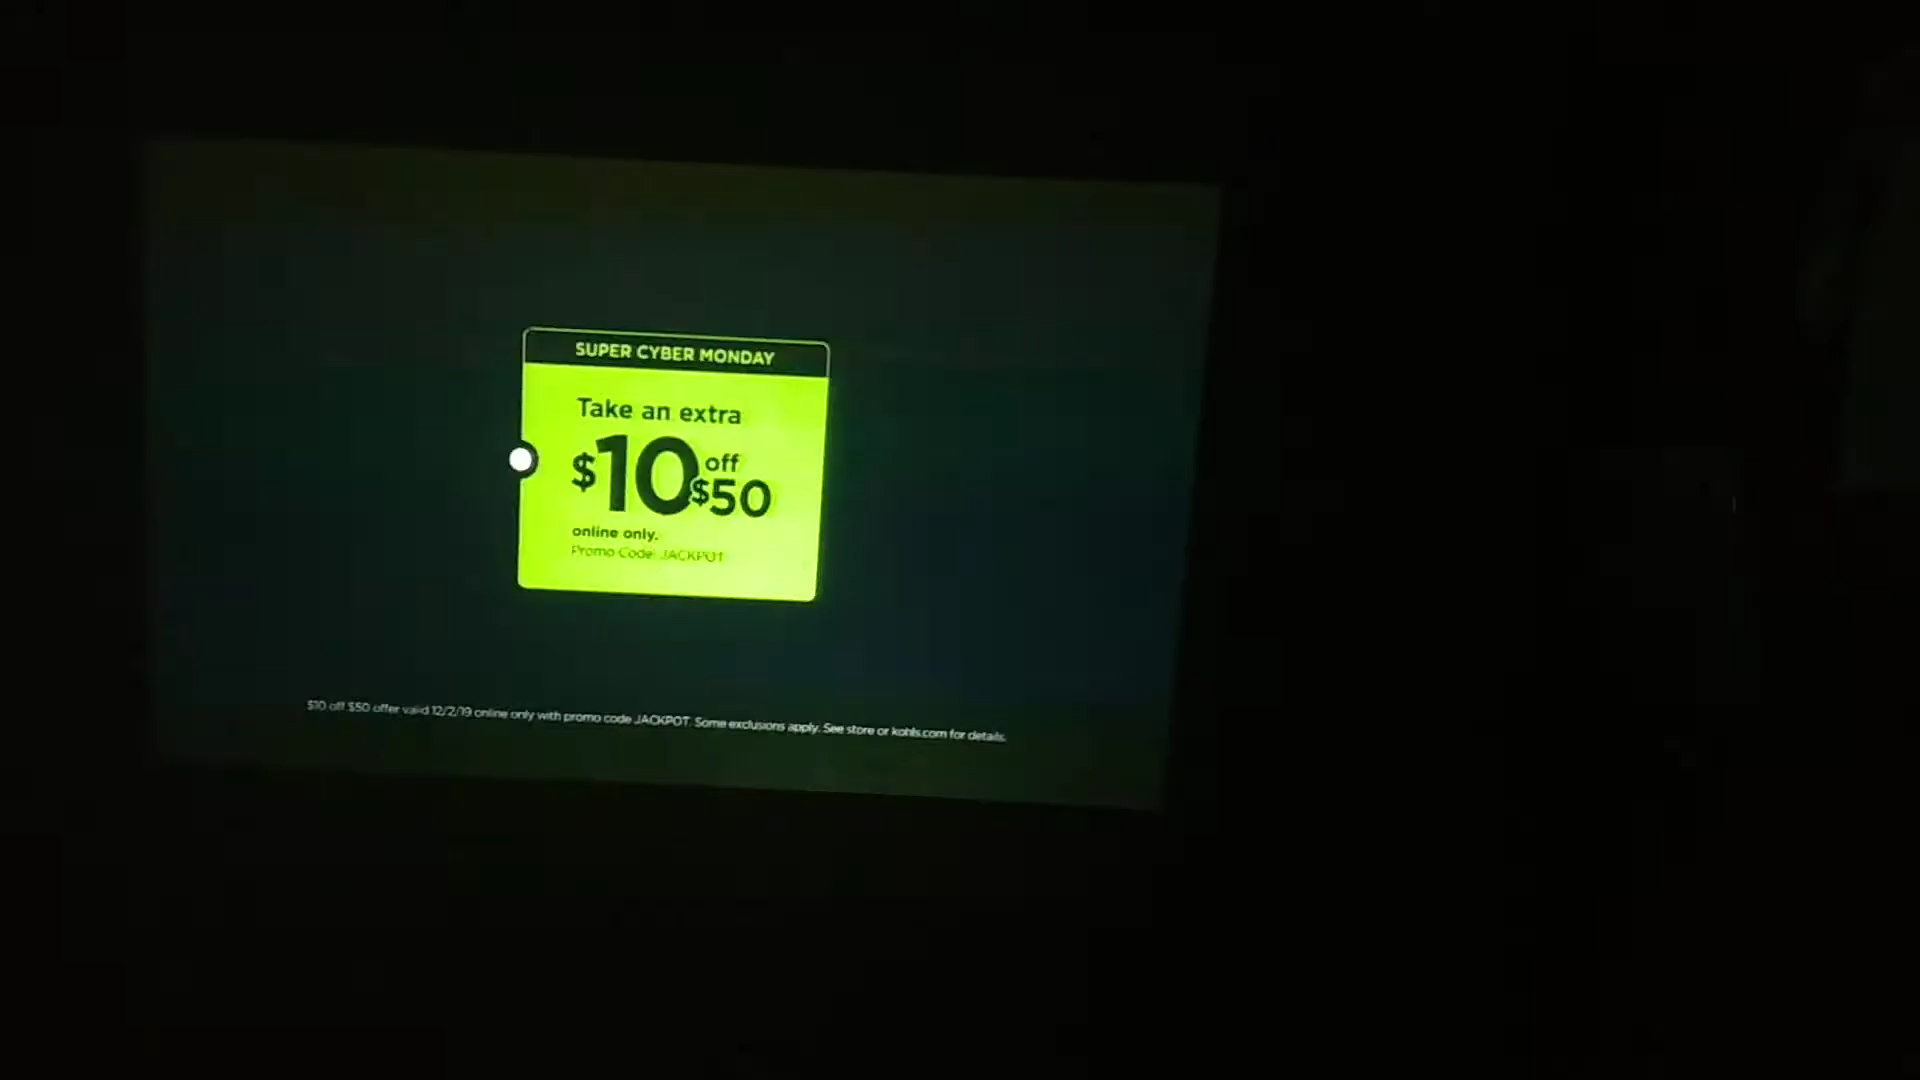 SUPER CYBER MONDAY
Take an extra
$10 off $50
online only.
Promo Code: JACKPOT
$10 off $50 offer valid 12/2/19 online only with promo code JACKPOT. Some exclusions apply. See store or kohls.com for details.